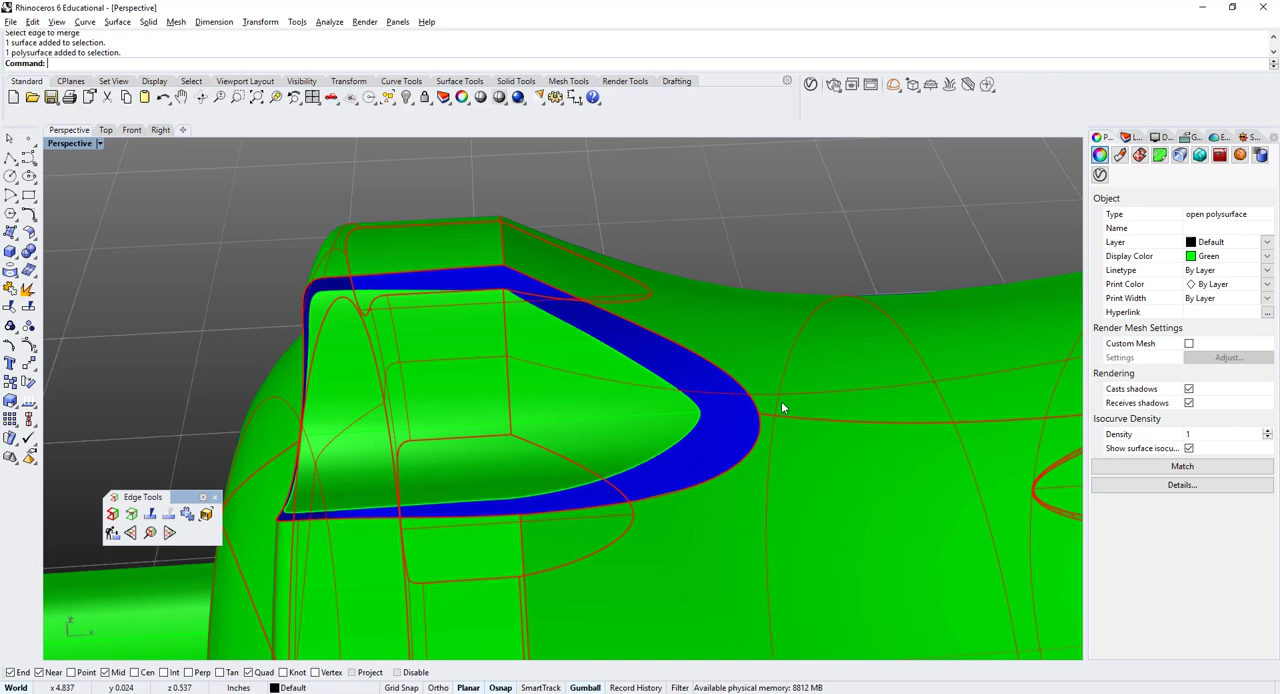 Rhinoceros 6 Educational - [Perspective]
File Edit View Curve Surface Solid Mesh Dimension Transform Tools Analyze Render Panels Help
Select edge to merge
1 surface added to selection.
1 polysurface added to selection.
Command:
Standard CPlanes Set View Display Select Viewport Layout Visibility Transform Curve Tools Surface Tools Solid Tools Mesh Tools Render Tools Drafting
Perspective Top Front Right
Perspective
P... L... D... G... E... S...
Object
Type open polysurface
Name
Layer Default
Display Color Green
Linetype By Layer
Print Color By Layer
Print Width By Layer
Hyperlink ...
Render Mesh Settings
Custom Mesh
Settings Adjust...
Rendering
Casts shadows
Receives shadows
Isocurve Density
Density 1
Show surface isocu...
Match
Details...
Edge Tools
x
End Near Point Mid Cen Int Perp Tan Quad Knot Vertex Project Disable
World x 4.837 y 0.024 z 0.537 Inches Default Grid Snap Ortho Planar Osnap SmartTrack Gumball Record History Filter Available physical memory: 8812 MB